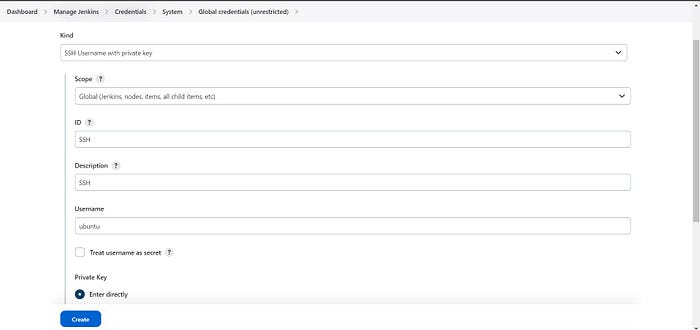 Dashboard > Manage Jenkins > Credentials > System > Global credentials (unrestricted) >
Kind
SSH Username with private key
Scope ?
Global (Jenkins, nodes, items, all child items, etc)
ID ?
SSH
Description ?
SSH
Username
ubuntu
Treat username as secret ?
Private Key
Enter directly
Create